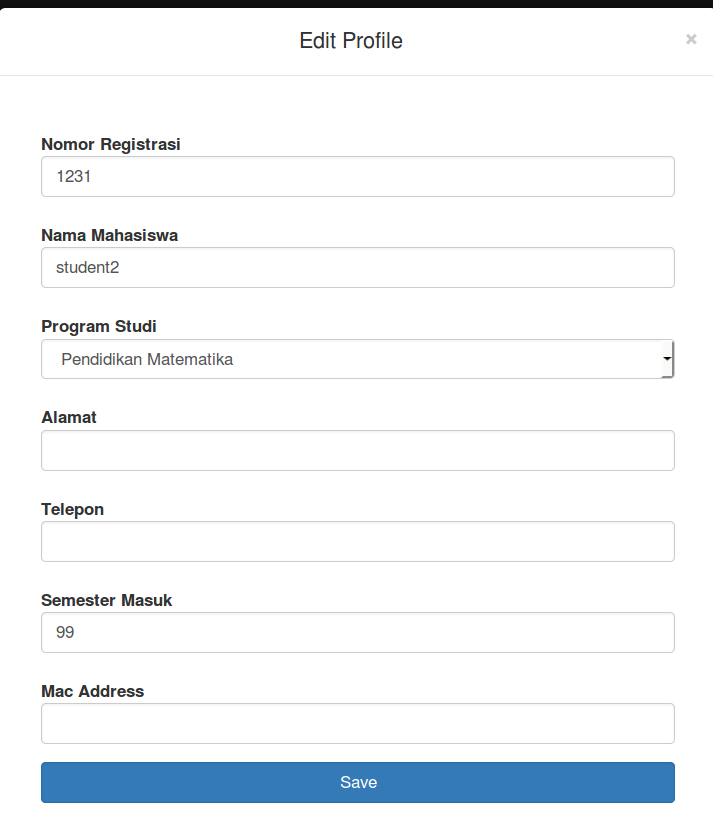 Edit Profile
×
Nomor Registrasi
1231
Nama Mahasiswa
student2
Program Studi
Pendidikan Matematika
Alamat
Telepon
Semester Masuk
99
Mac Address
Save